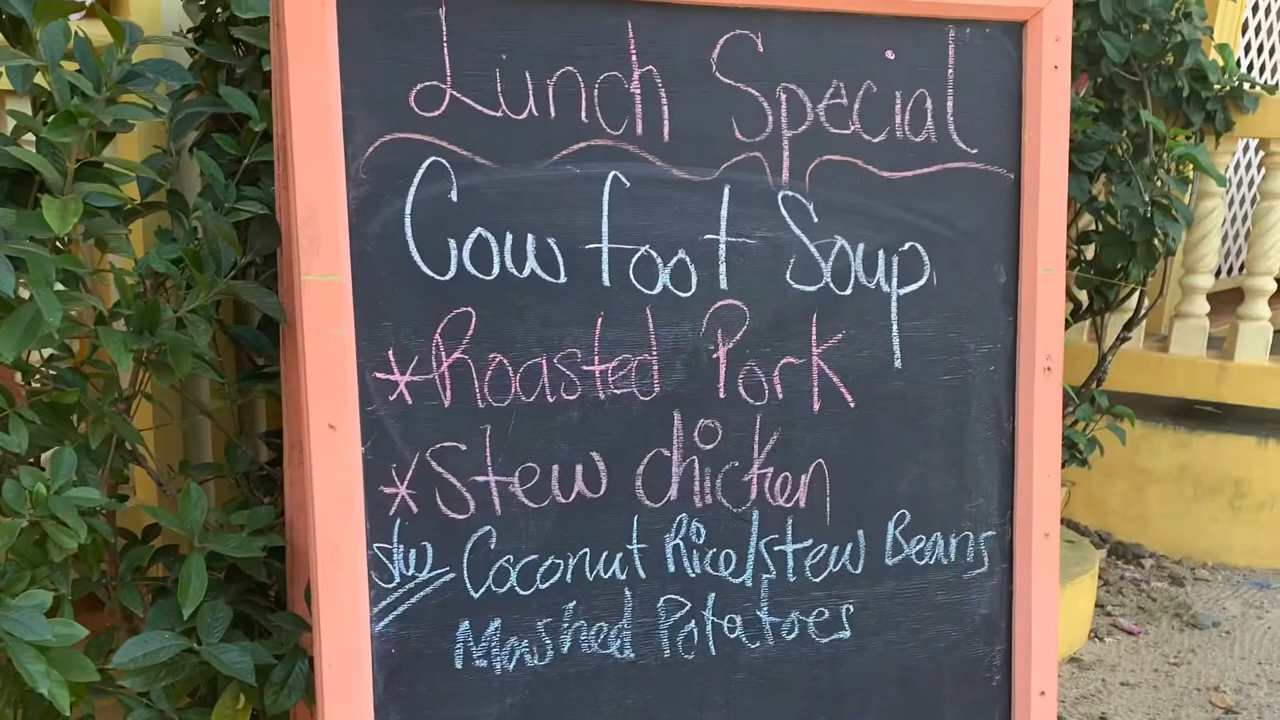 Lunch Special
Cow foot Soup
*Roasted Pork
*Stew chicken
s/w Coconut Rice/stew Beans
Mashed Potatoes